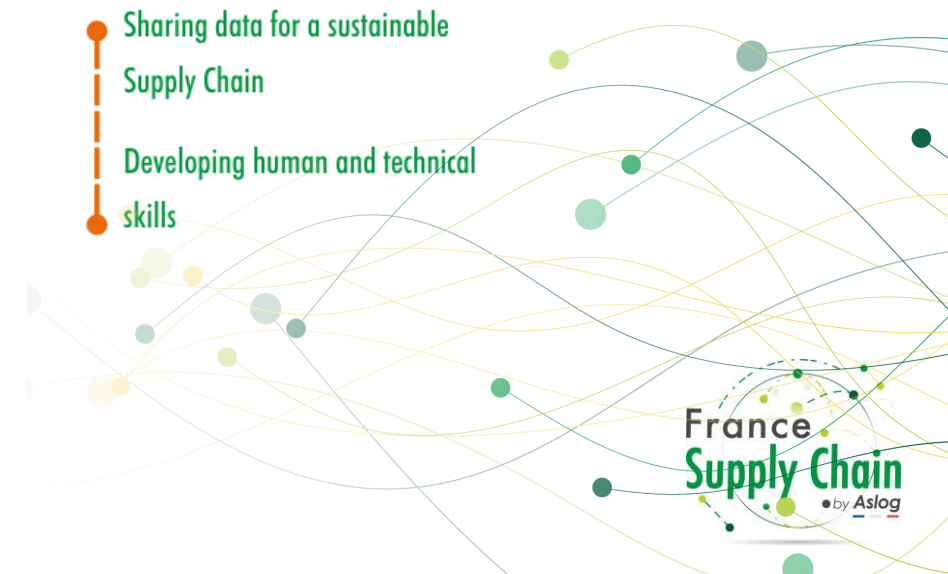 Sharing data for a sustainable
Supply Chain
Developing human and technical
skills
France
Supply Chain
by Aslog